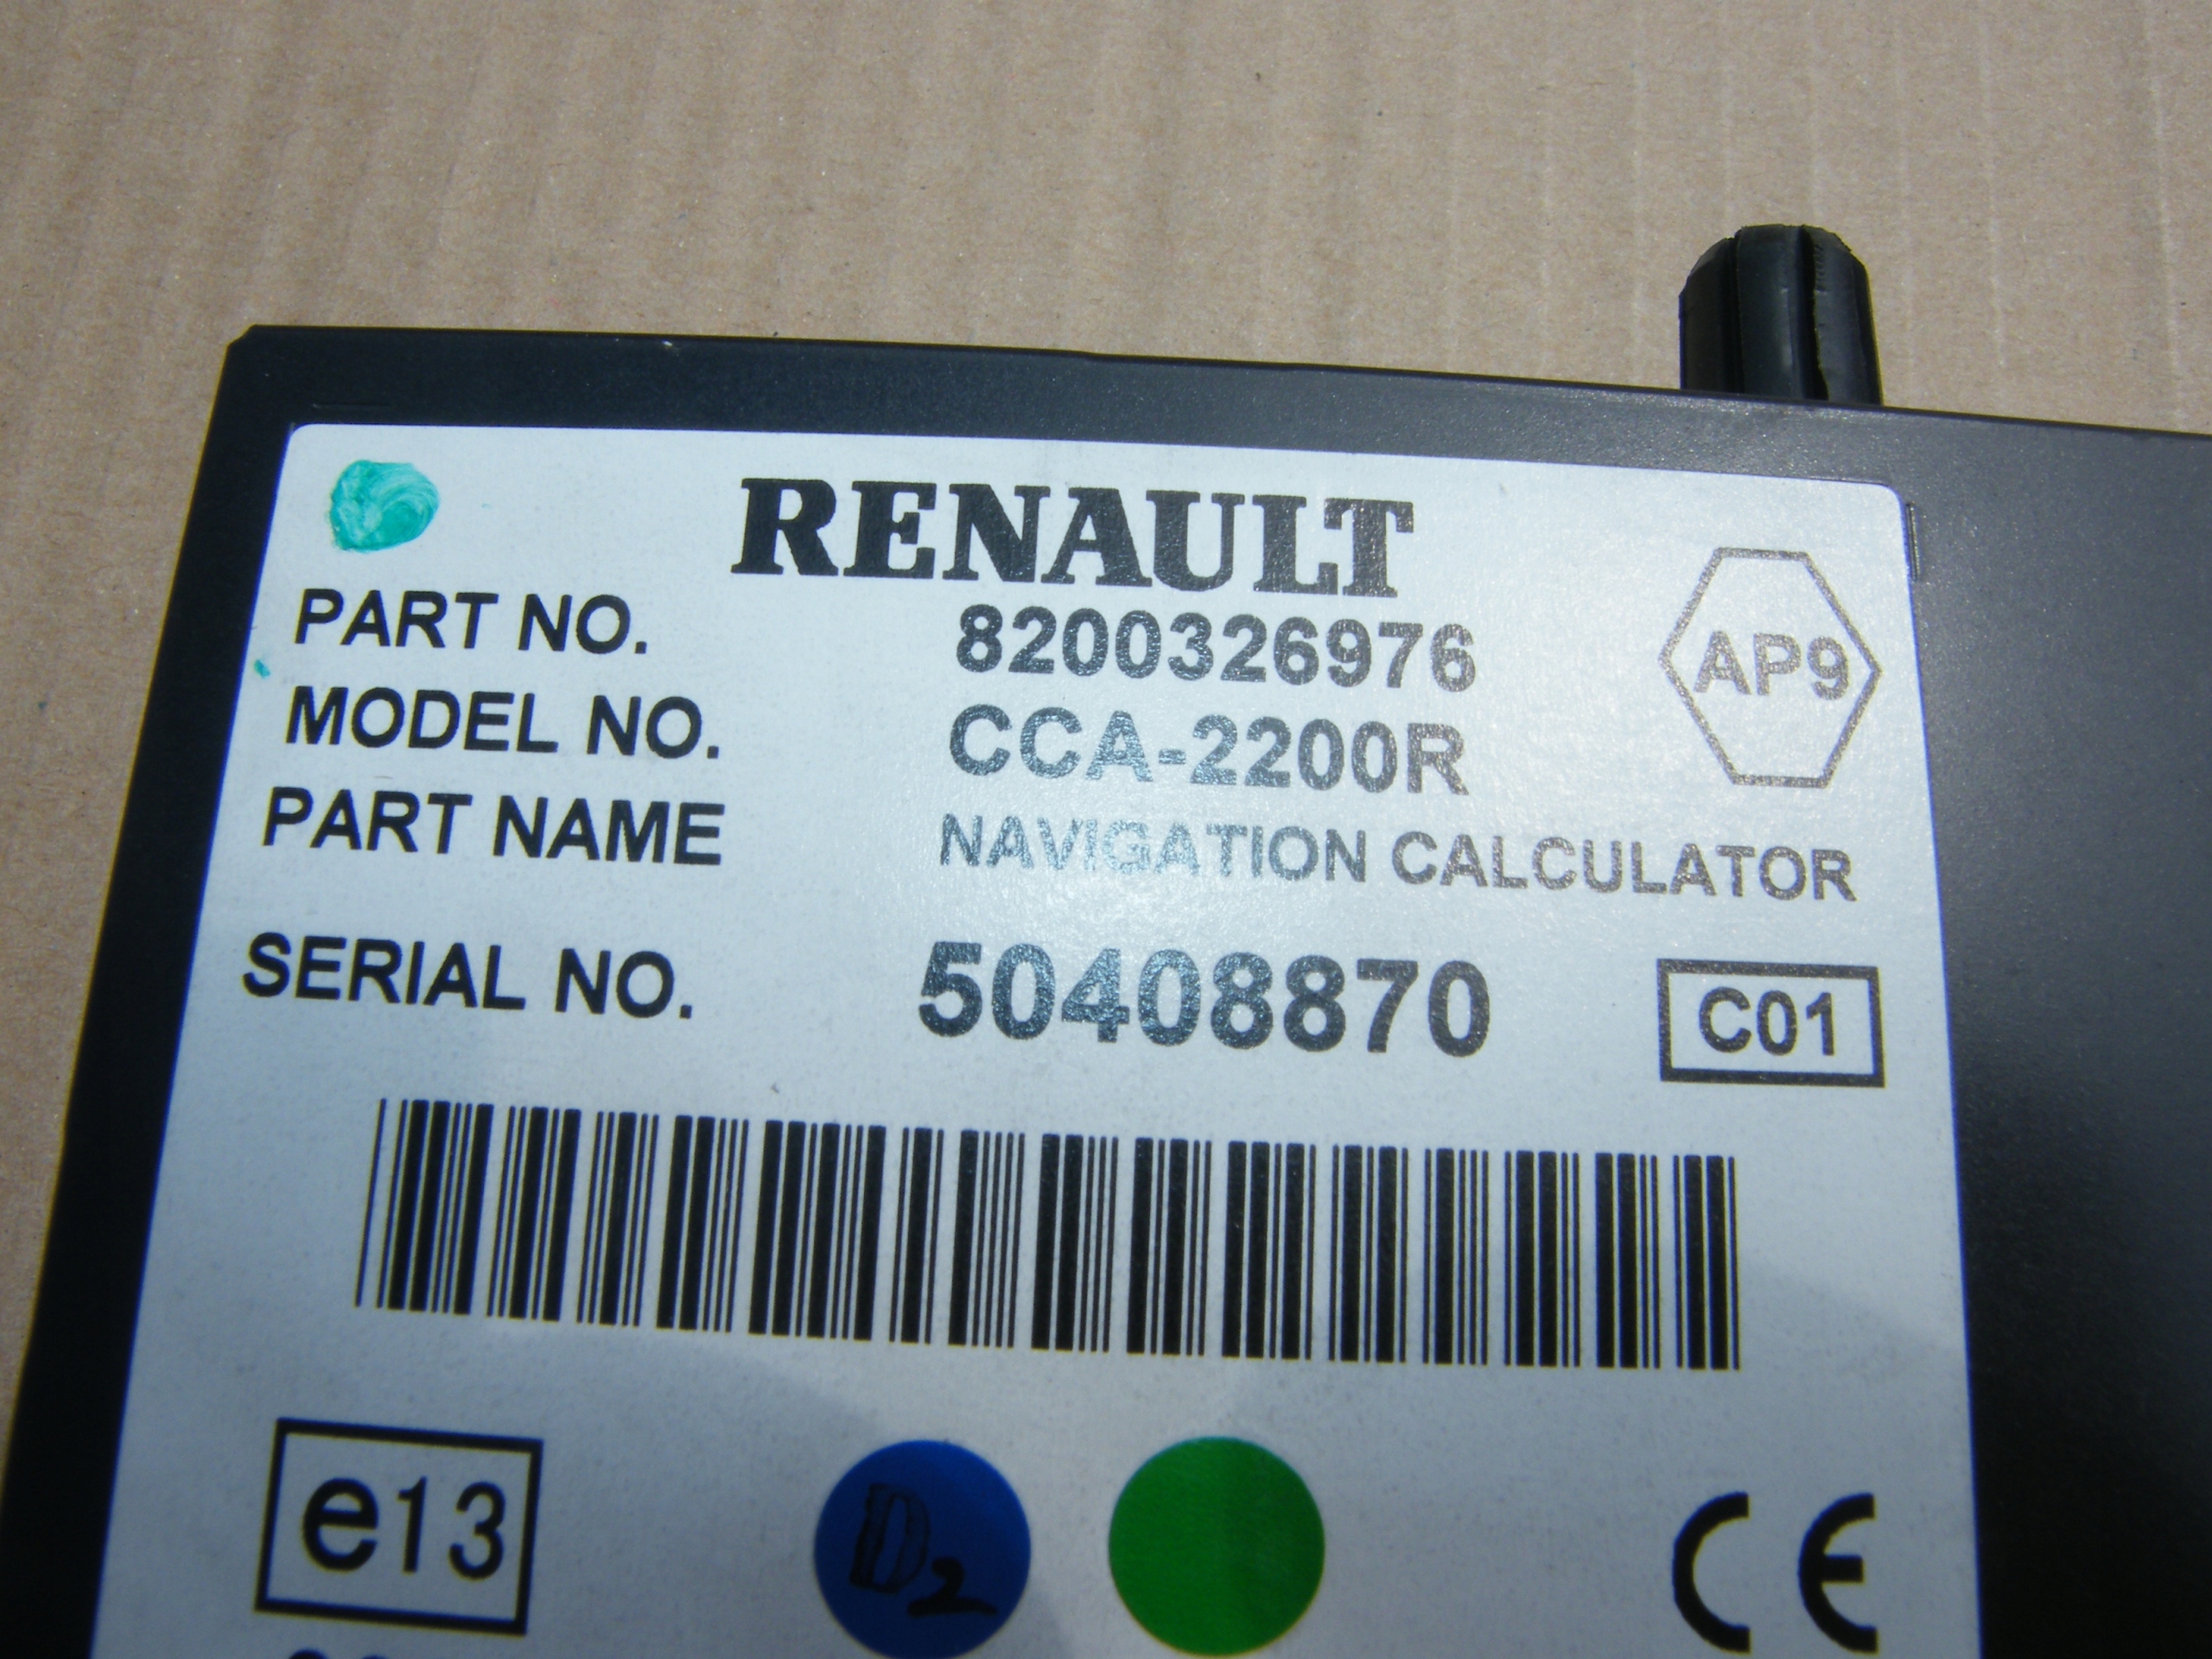 RENAULT
PART NO. 8200326976
AP9
MODEL NO. CCA-2200R
PART NAME NAVIGATION CALCULATOR
SERIAL NO. 50408870 C01
e13
D2
CE